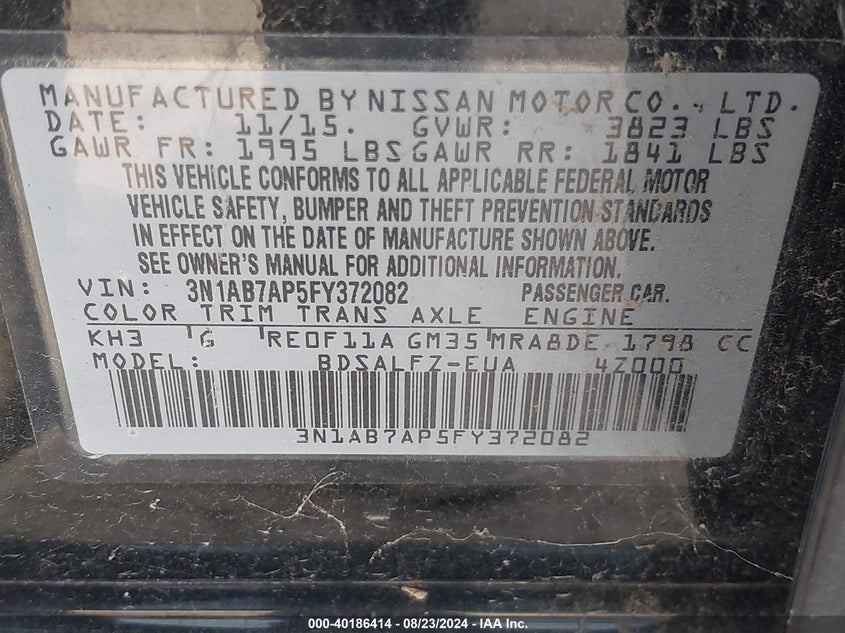 MANUFACTURED BY NISSAN MOTOR CO., LTD.
DATE: 11/15. GVWR: 3823 LBS
GAWR FR: 1995 LBS GAWR RR: 1841 LBS
THIS VEHICLE CONFORMS TO ALL APPLICABLE FEDERAL MOTOR
VEHICLE SAFETY, BUMPER AND THEFT PREVENTION STANDARDS
IN EFFECT ON THE DATE OF MANUFACTURE SHOWN ABOVE.
SEE OWNER'S MANUAL FOR ADDITIONAL INFORMATION.
VIN: 3N1AB7AP5FY372082 PASSENGER CAR.
COLOR TRIM TRANS AXLE ENGINE
KH3 G RE0F11A GM35 MRA8DE 1798 CC
MODEL: BDSALFZ-EUA 4Z000
3N1AB7AP5FY372082
000-40186414 - 08/23/2024 - IAA Inc.